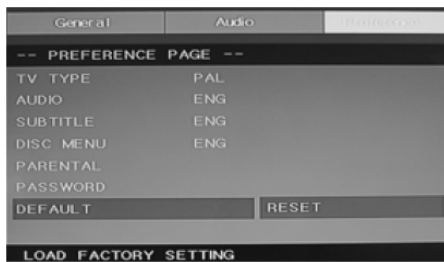 General Audio
-- PREFERENCE PAGE --
TV TYPE PAL
AUDIO ENG
SUBTITLE ENG
DISC MENU ENG
PARENTAL
PASSWORD
DEFAULT RESET
LOAD FACTORY SETTING